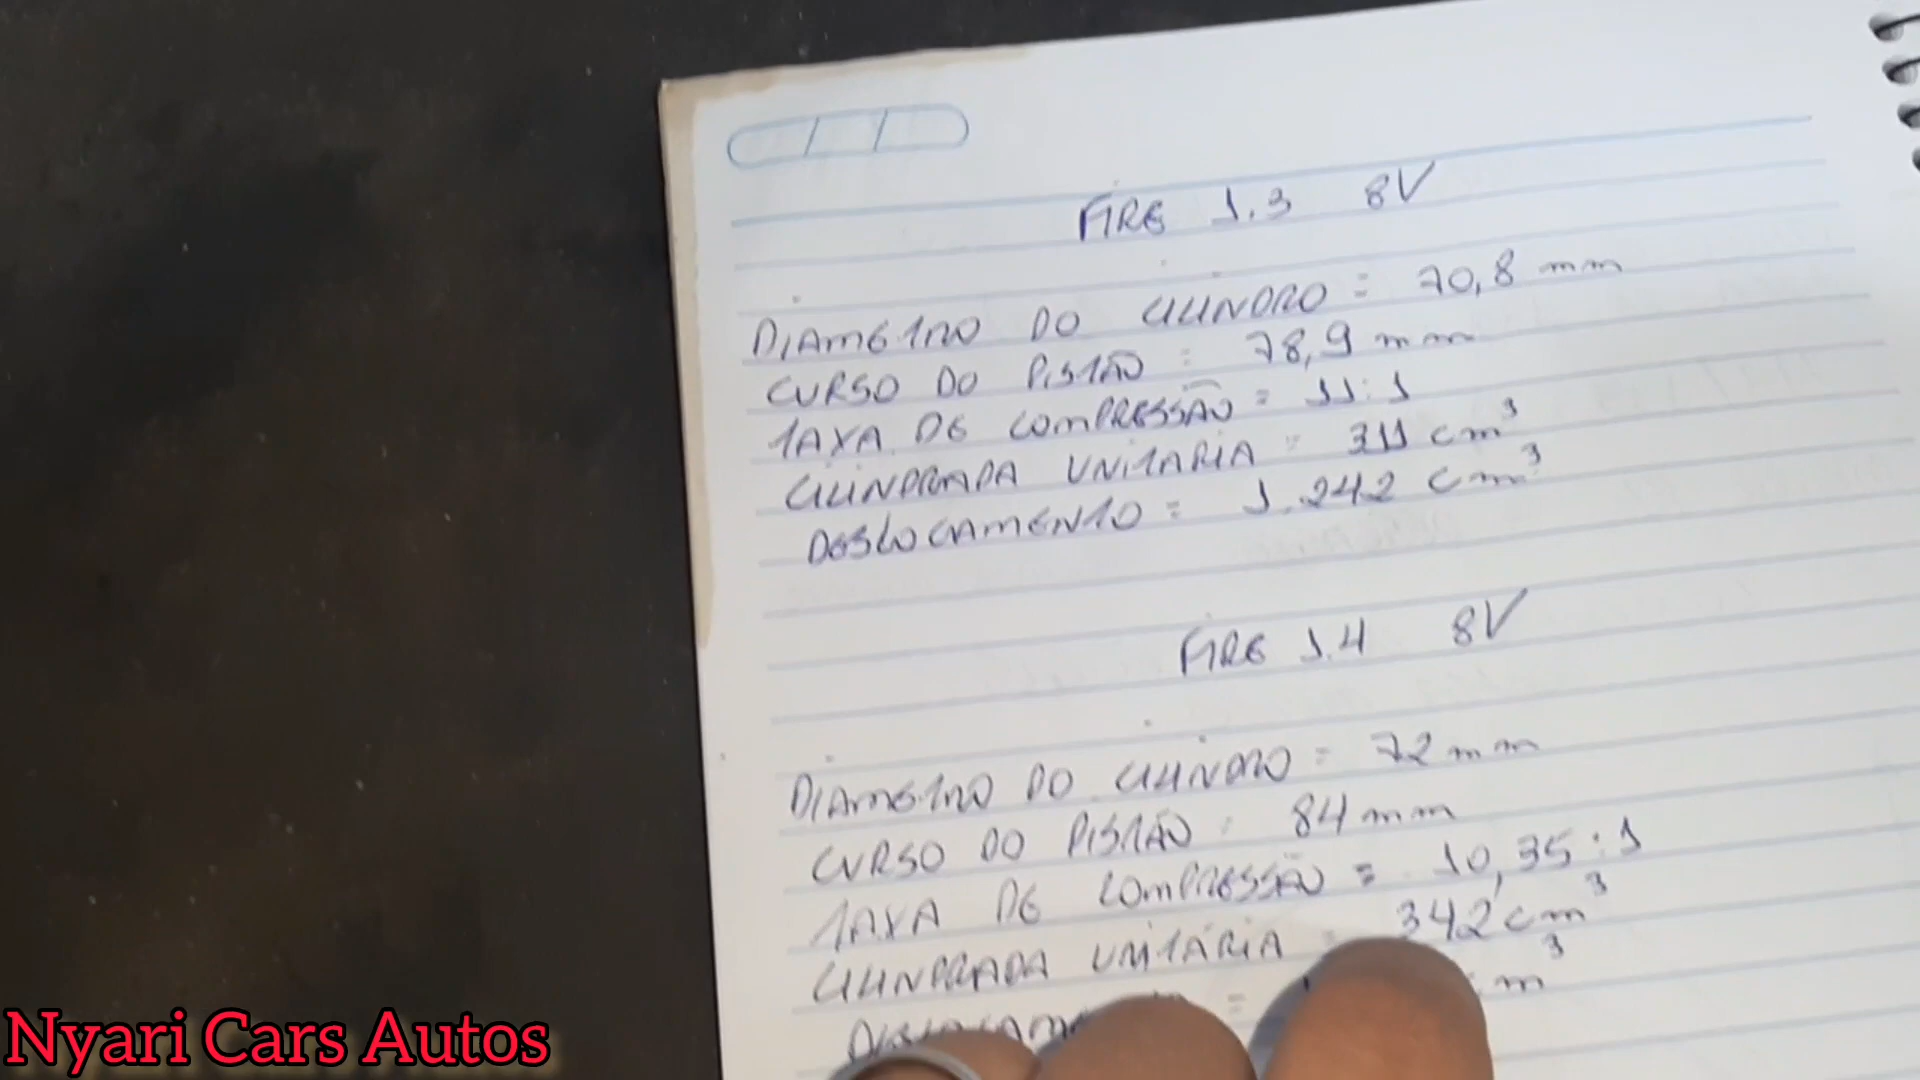 FIRE 1.3 8V
DIAMETRO DO CILINDRO = 70,8 mm
CURSO DO PISTÃO = 78,9 mm
TAXA DE COMPRESSÃO = 11:1
CILINDRADA UNITARIA = 311 cm³
DESLOCAMENTO = 1.242 cm³
FIRE 1.4 8V
DIAMETRO DO CILINDRO = 72 mm
CURSO DO PISTÃO = 84 mm
TAXA DE COMPRESSÃO = 10,35:1
CILINDRADA UNITÁRIA = 342 cm³
= cm³
Nyari Cars Autos